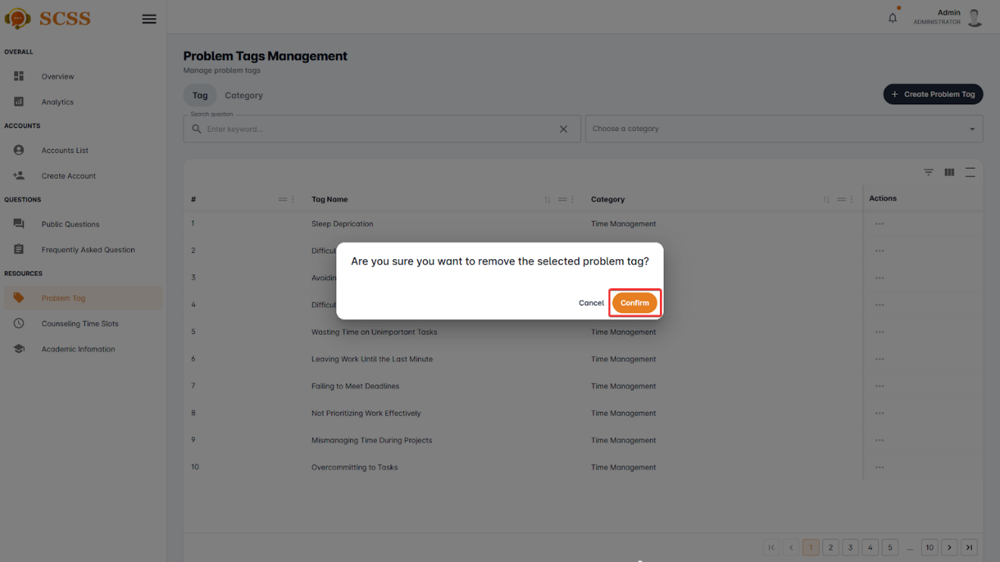 SCSS
Admin
ADMINISTRATOR
OVERALL
Overview
Analytics
ACCOUNTS
Accounts List
Create Account
QUESTIONS
Public Questions
Frequently Asked Question
RESOURCES
Problem Tag
Counseling Time Slots
Academic Infomation
Problem Tags Management
Manage problem tags
Tag Category
+ Create Problem Tag
Search question
Enter keyword...
Choose a category
# Tag Name Category Actions
1 Sleep Deprication Time Management
2 Difficul
3 Avoidin
4 Difficul
Are you sure you want to remove the selected problem tag?
Cancel Confirm
5 Wasting Time on Unimportant Tasks Time Management
6 Leaving Work Until the Last Minute Time Management
7 Failing to Meet Deadlines Time Management
8 Not Prioritizing Work Effectively Time Management
9 Mismanaging Time During Projects Time Management
10 Overcommitting to Tasks Time Management
1 2 3 4 5 ... 10